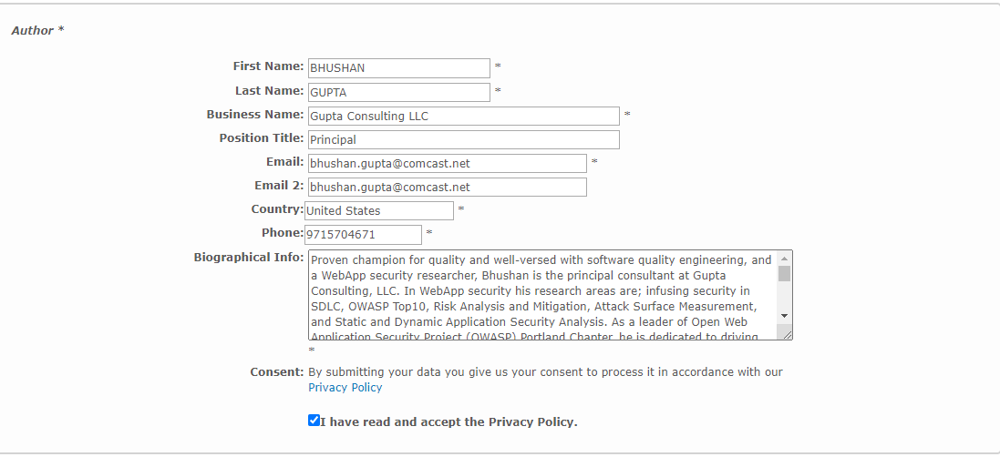 Author *
First Name: BHUSHAN *
Last Name: GUPTA *
Business Name: Gupta Consulting LLC *
Position Title: Principal
Email: bhushan.gupta@comcast.net *
Email 2: bhushan.gupta@comcast.net
Country: United States *
Phone: 9715704671 *
Biographical Info: Proven champion for quality and well-versed with software quality engineering, and
a WebApp security researcher, Bhushan is the principal consultant at Gupta
Consulting, LLC. In WebApp security his research areas are; infusing security in
SDLC, OWASP Top10, Risk Analysis and Mitigation, Attack Surface Measurement,
and Static and Dynamic Application Security Analysis. As a leader of Open Web
Application Security Project (OWASP) Portland Chapter, he is dedicated to driving
*
Consent: By submitting your data you give us your consent to process it in accordance with our
Privacy Policy
I have read and accept the Privacy Policy.